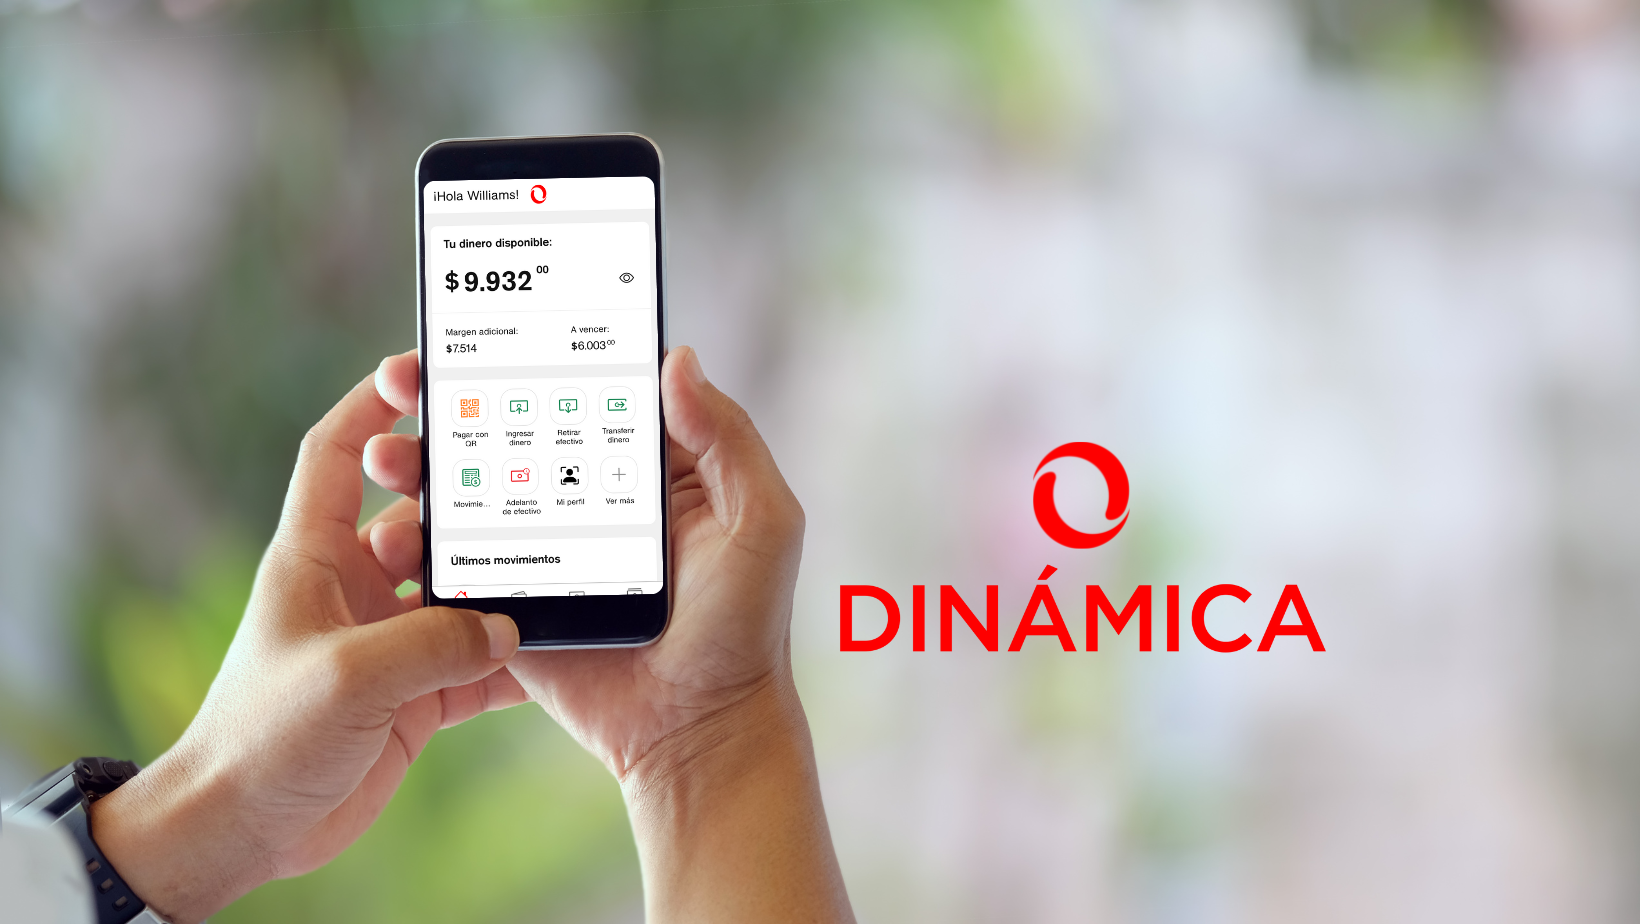 ¡Hola Williams!
Tu dinero disponible:
$ 9.932 00
Margen adicional:
$7.514
A vencer:
$6.003 00
Pagar con
QR
Ingresar
dinero
Retirar
efectivo
Transferir
dinero
Movimie...
Adelanto
de efectivo
Mi perfil
Ver más
Últimos movimientos
DINÁMICA